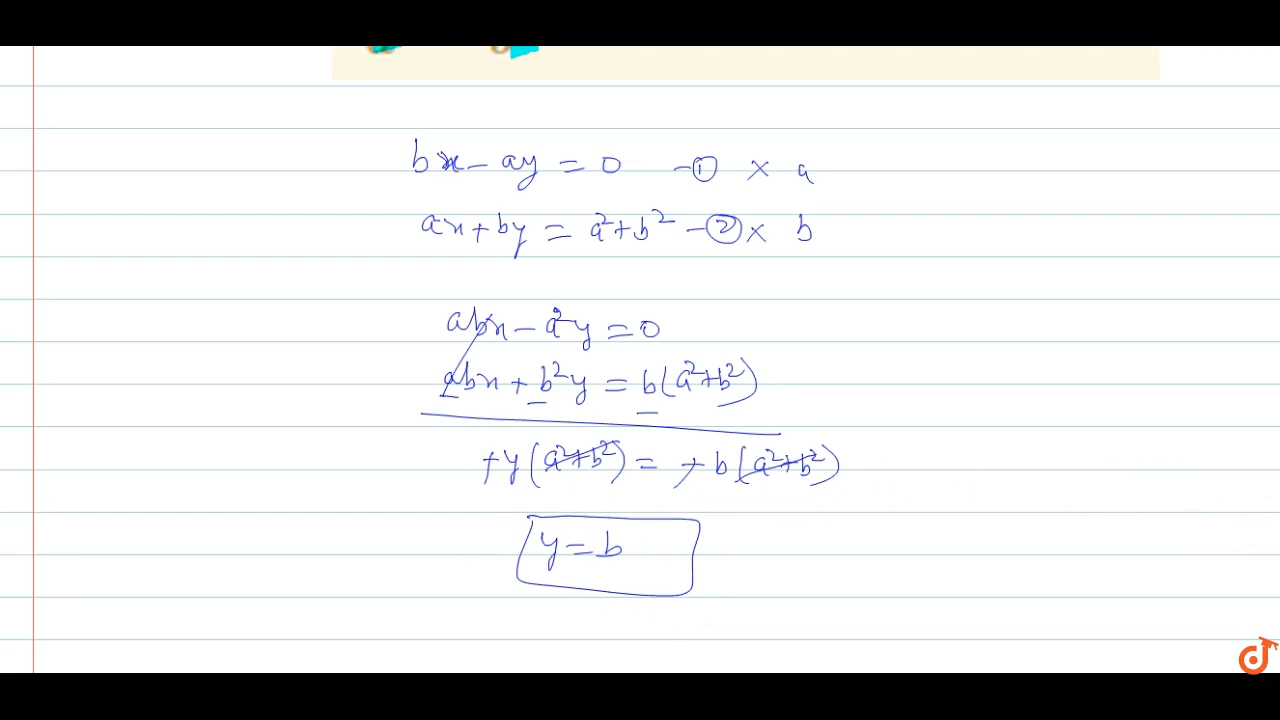 bx - ay = 0 - ① × a
ax + by = a² + b² - ② × b
abx - a²y = 0
abx + b²y = b(a² + b²)
+y(a² + b²) = +b(a² + b²)
y = b